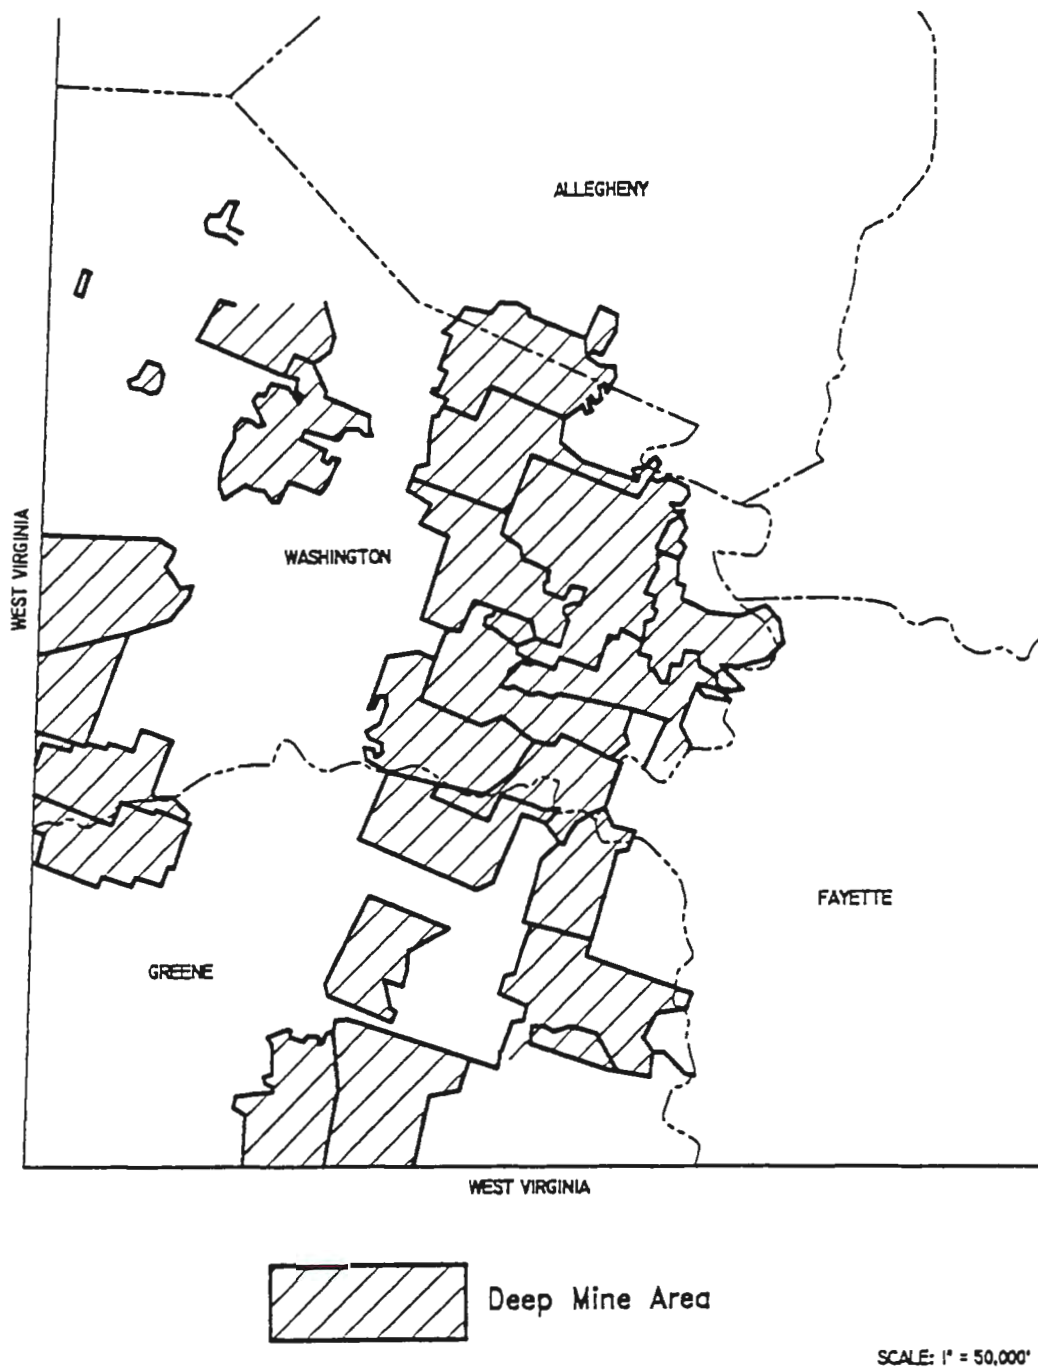 ALLEGHENY
WEST VIRGINIA
WASHINGTON
FAYETTE
GREENE
WEST VIRGINIA
Deep Mine Area
SCALE: 1" = 50,000'